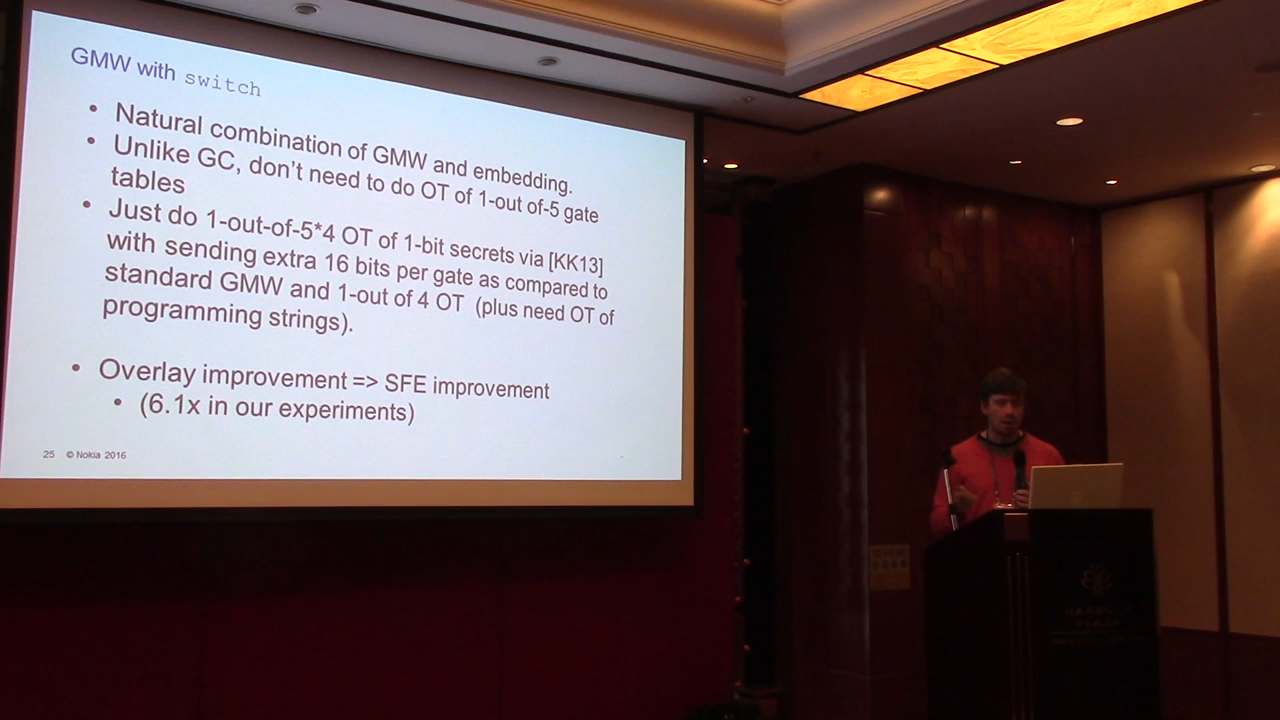 GMW with switch
• Natural combination of GMW and embedding.
• Unlike GC, don't need to do OT of 1-out of-5 gate
tables
• Just do 1-out-of-5*4 OT of 1-bit secrets via [KK13]
with sending extra 16 bits per gate as compared to
standard GMW and 1-out of 4 OT (plus need OT of
programming strings).
• Overlay improvement => SFE improvement
• (6.1x in our experiments)
25 © Nokia 2016